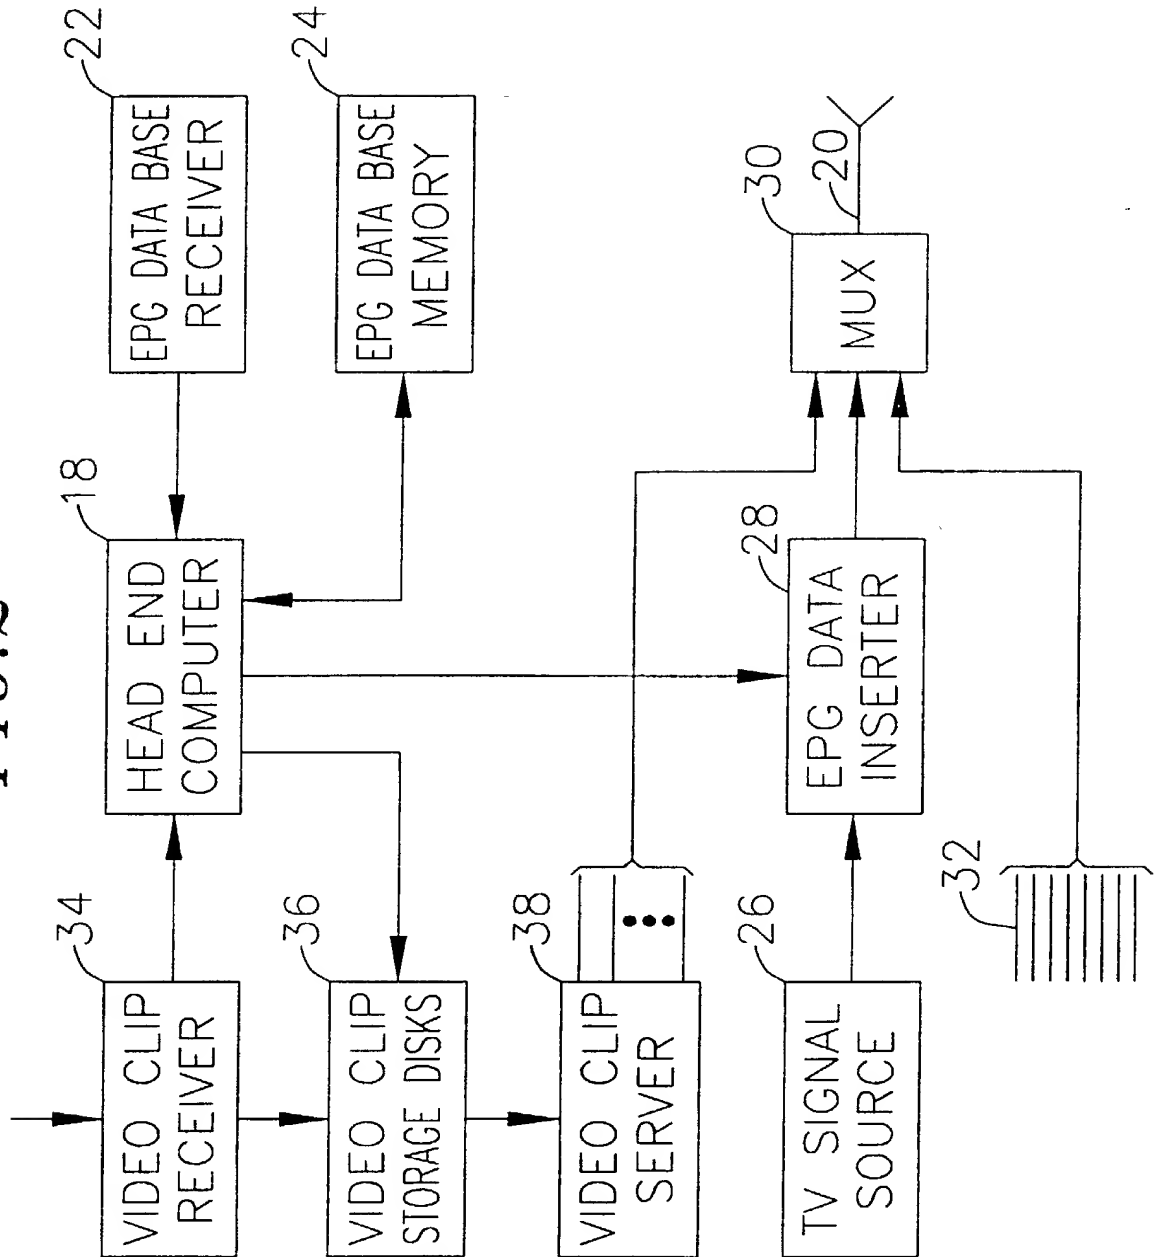 34
VIDEO CLIP
RECEIVER
18
HEAD END
COMPUTER
22
EPG DATA BASE
RECEIVER
36
VIDEO CLIP
STORAGE DISKS
24
EPG DATA BASE
MEMORY
38
VIDEO CLIP
SERVER
26
TV SIGNAL
SOURCE
28
EPG DATA
INSERTER
30
MUX
20
32